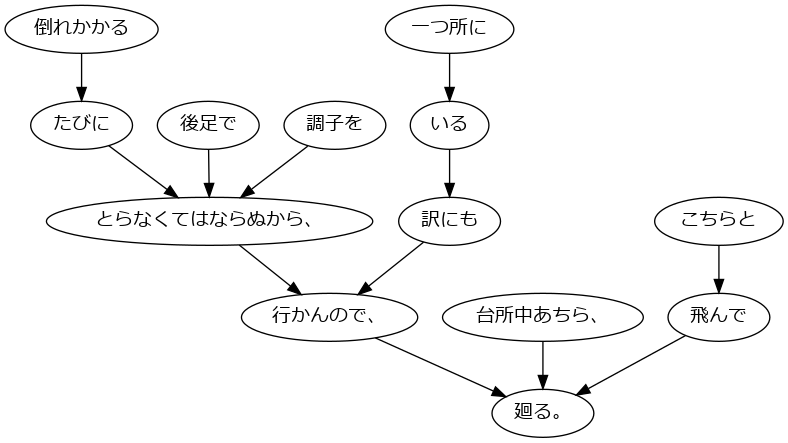 倒れかかる
一つ所に
たびに
後足で
調子を
いる
とらなくてはならぬから、
訳にも
こちらと
行かんので、
台所中あちら、
飛んで
廻る。